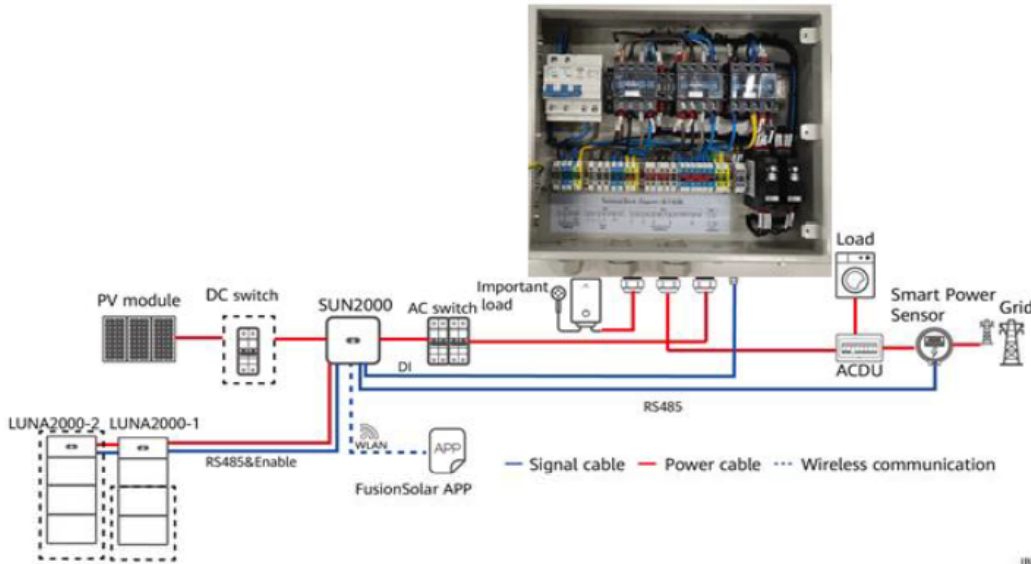 Important
load
Load
PV module
DC switch
SUN2000
AC switch
Smart Power
Sensor
Grid
DI
ACDU
RS485
LUNA2000-2
LUNA2000-1
WLAN
APP
RS485&Enable
FusionSolar APP
Signal cable
Power cable
Wireless communication